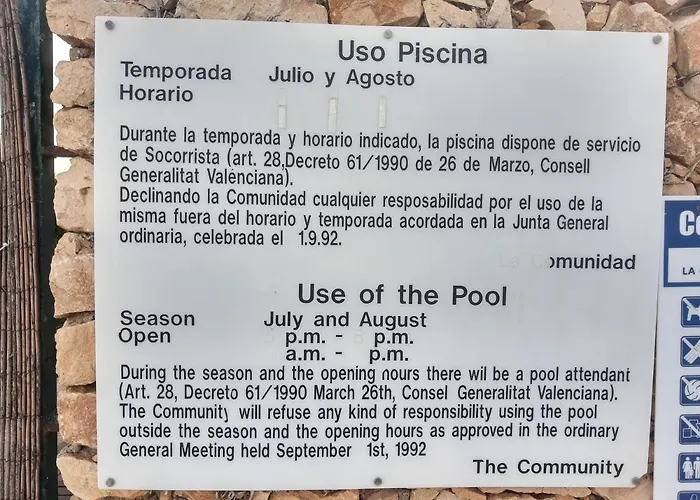 Uso Piscina
Temporada Julio y Agosto
Horario
Durante la temporada y horario indicado, la piscina dispone de servicio
de Socorrista (art. 28,Decreto 61/1990 de 26 de Marzo, Consell
Generalitat Valenciana).
Declinando la Comunidad cualquier resposabilidad por el uso de la
misma fuera del horario y temporada acordada en la Junta General
ordinaria, celebrada el 1.9.92.
La Comunidad
Use of the Pool
Season July and August
Open p.m. - p.m.
a.m. - p.m.
During the season and the opening hours there wil be a pool attendant
(Art. 28, Decreto 61/1990 March 26th, Consel Generalitat Valenciana).
The Community will refuse any kind of responsibility using the pool
outside the season and the opening hours as approved in the ordinary
General Meeting held September 1st, 1992
The Community
LA